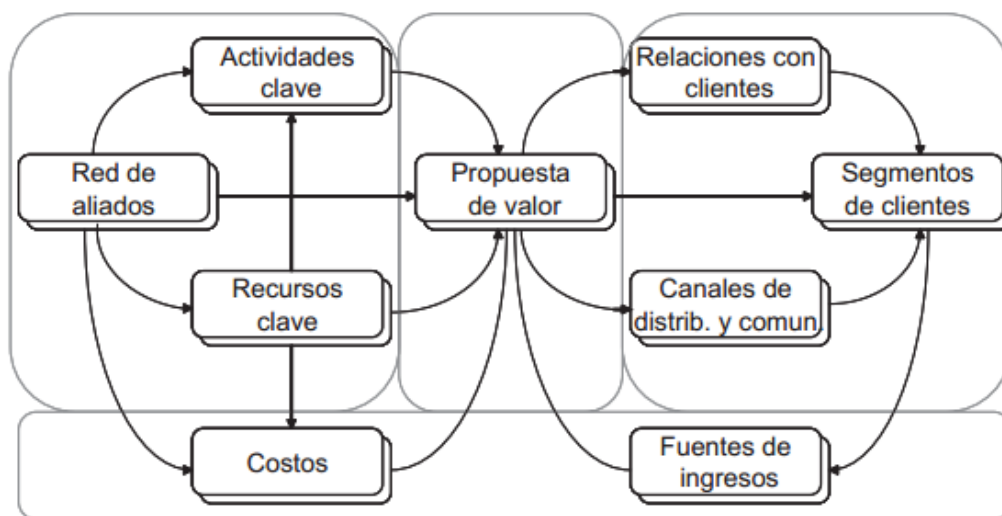 Actividades
clave
Relaciones con
clientes
Red de
aliados
Propuesta
de valor
Segmentos
de clientes
Recursos
clave
Canales de
distrib. y comun.
Costos
Fuentes de
ingresos